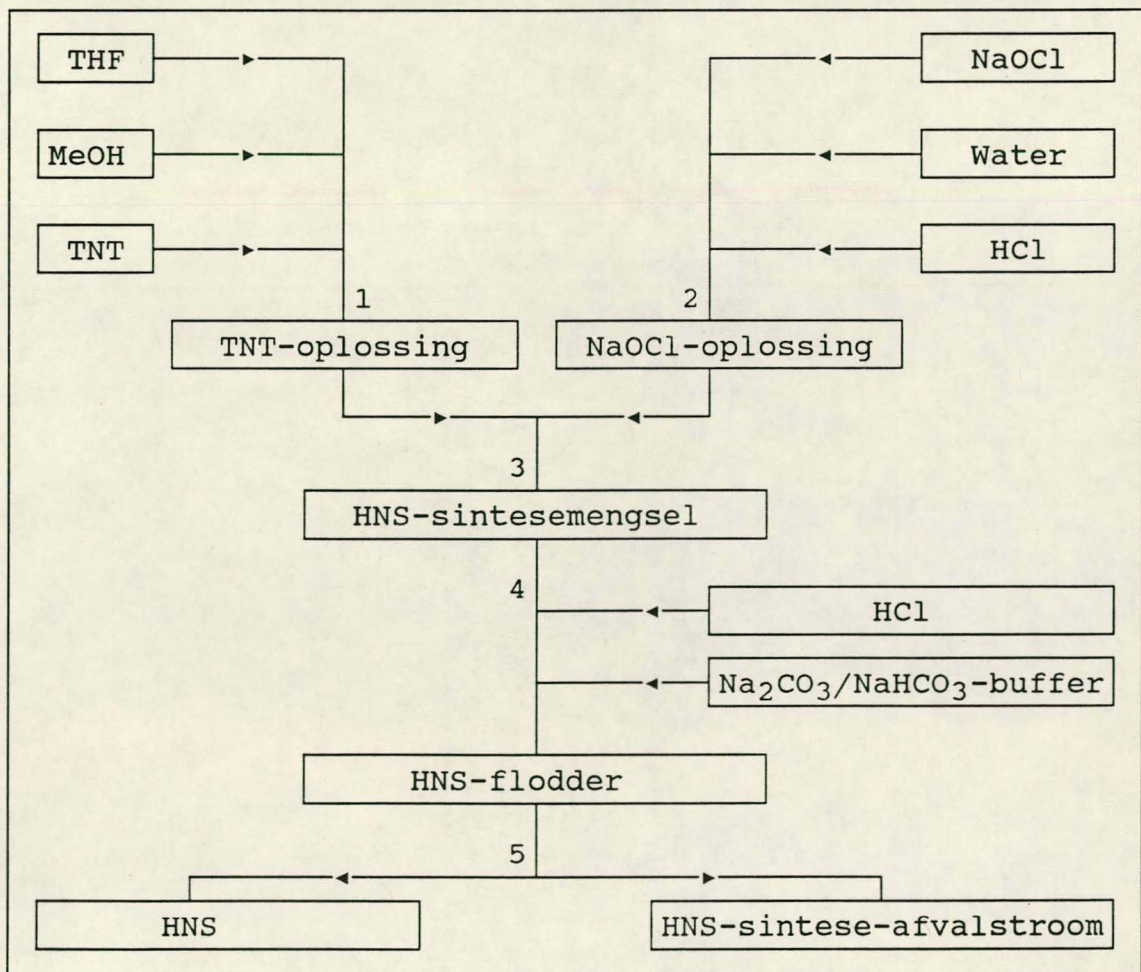 THF
NaOCl
MeOH
Water
TNT
HCl
1
2
TNT-oplossing
NaOCl-oplossing
3
HNS-sintesemengsel
4
HCl
Na₂CO₃/NaHCO₃-buffer
HNS-flodder
5
HNS
HNS-sintese-afvalstroom